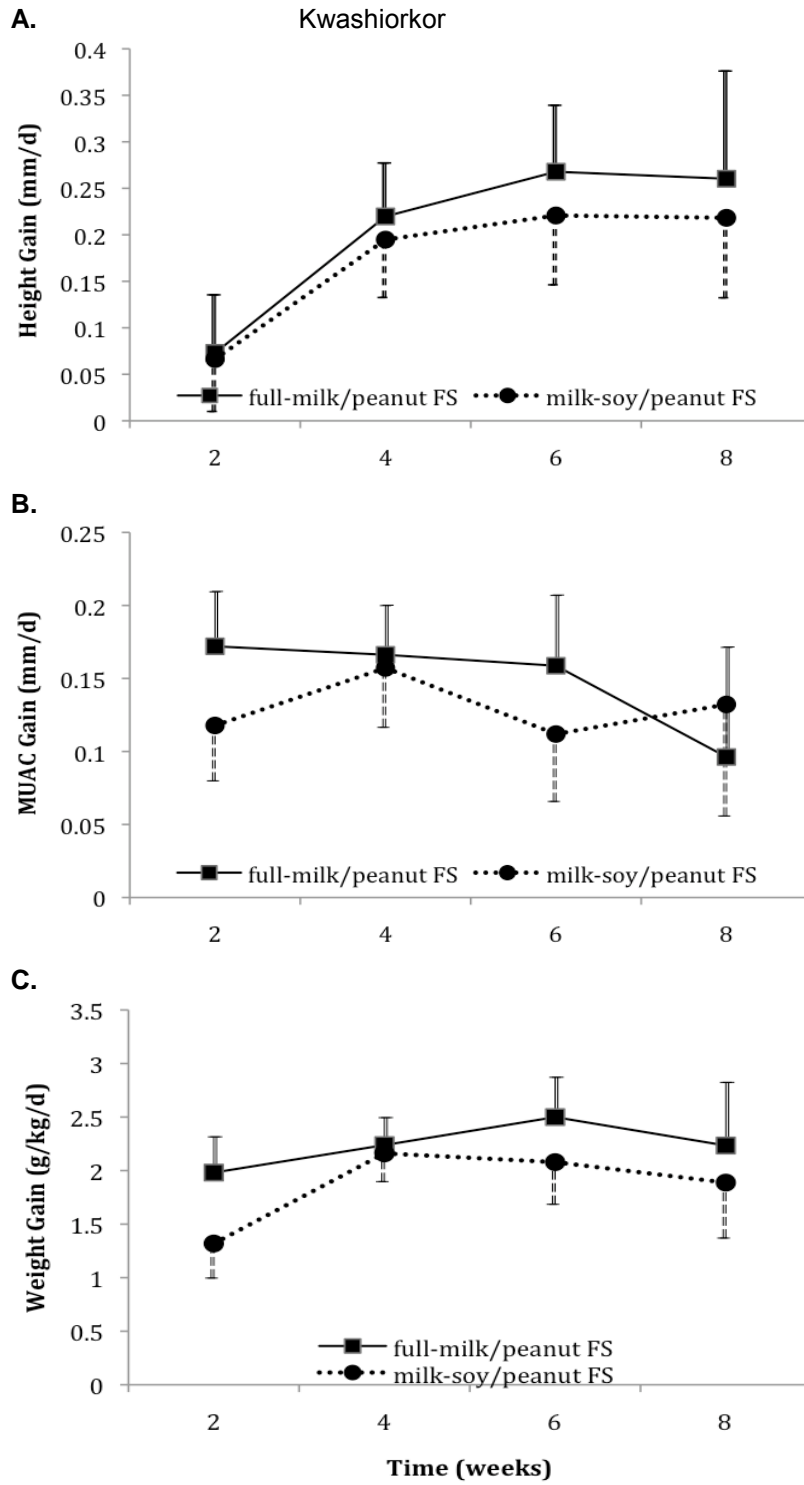 A.
Kwashiorkor
Height Gain (mm/d)
0.4
0.35
0.3
0.25
0.2
0.15
0.1
0.05
0
full-milk/peanut FS milk-soy/peanut FS
2 4 6 8
B.
MUAC Gain (mm/d)
0.25
0.2
0.15
0.1
0.05
0
full-milk/peanut FS milk-soy/peanut FS
2 4 6 8
C.
Weight Gain (g/kg/d)
3.5
3
2.5
2
1.5
1
0.5
0
full-milk/peanut FS
milk-soy/peanut FS
2 4 6 8
Time (weeks)